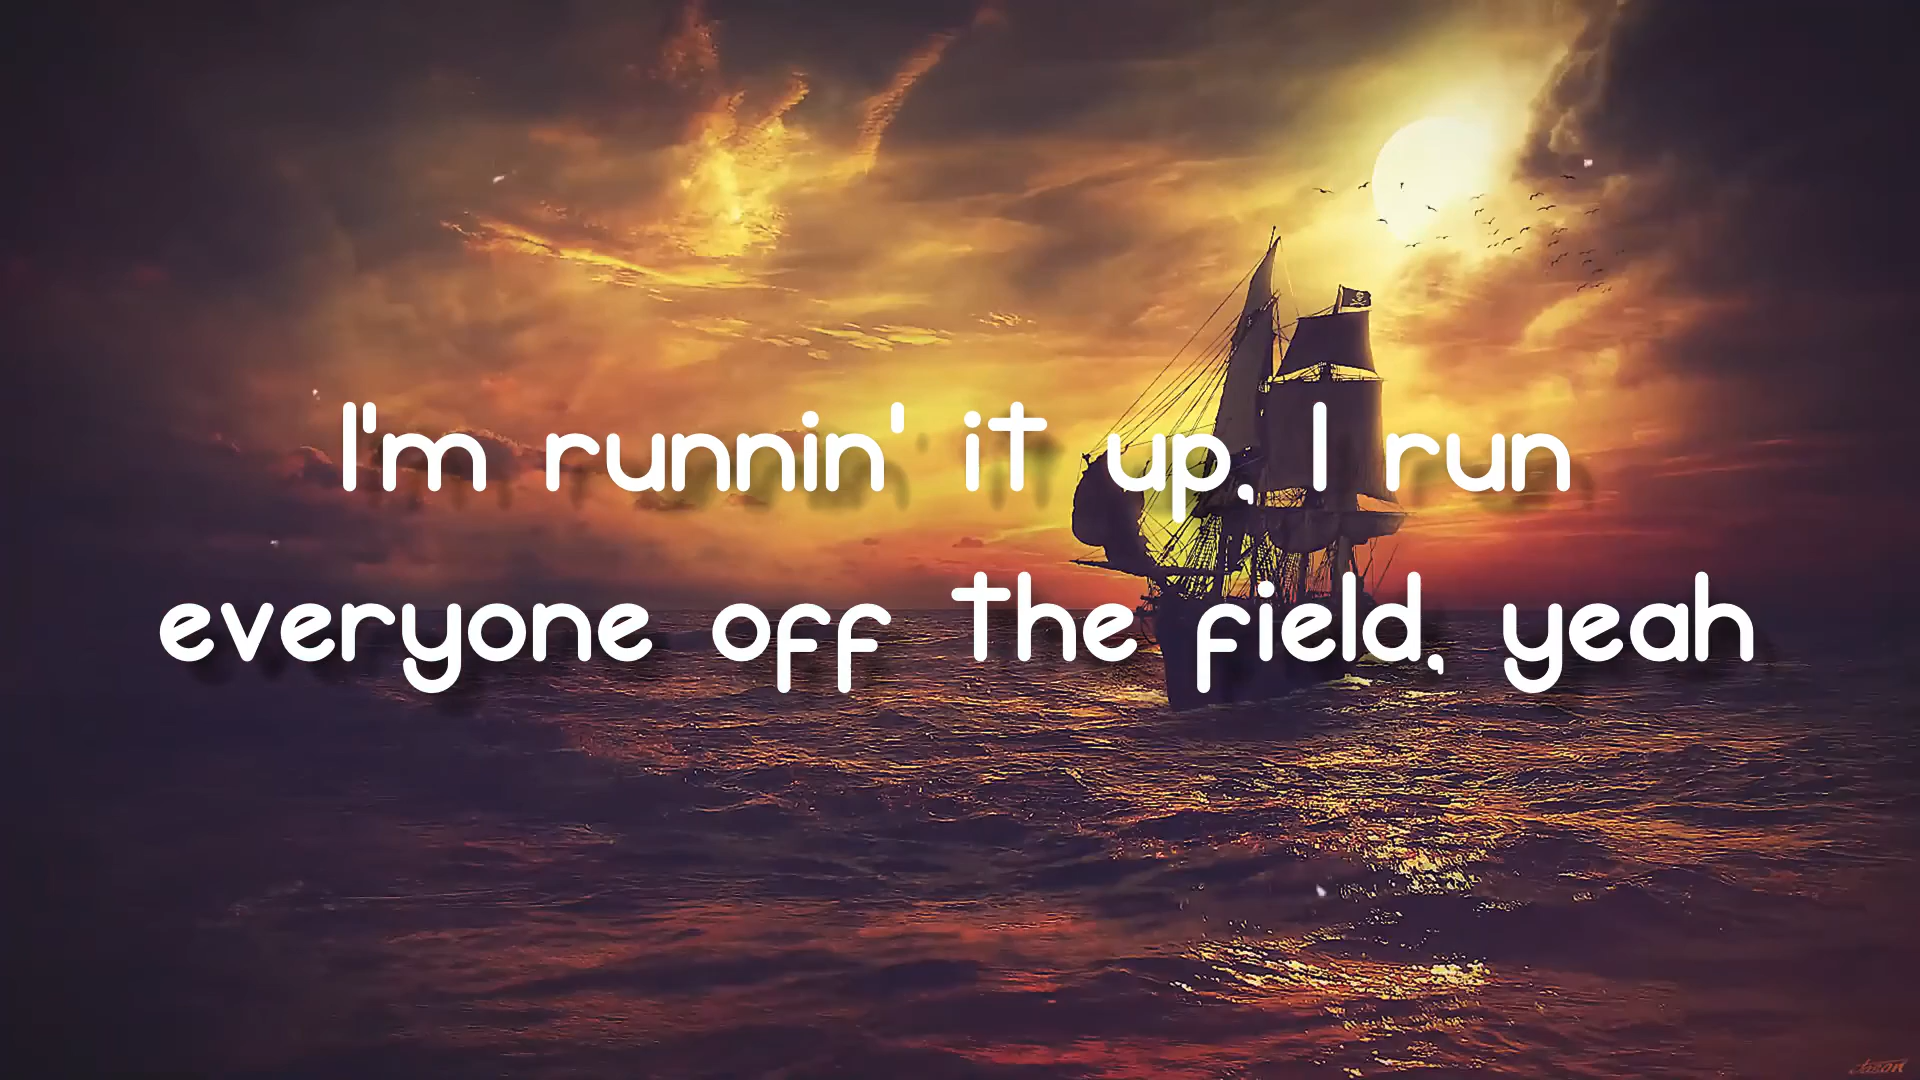 I'm runnin' it up, I run
everyone off the field, yeah